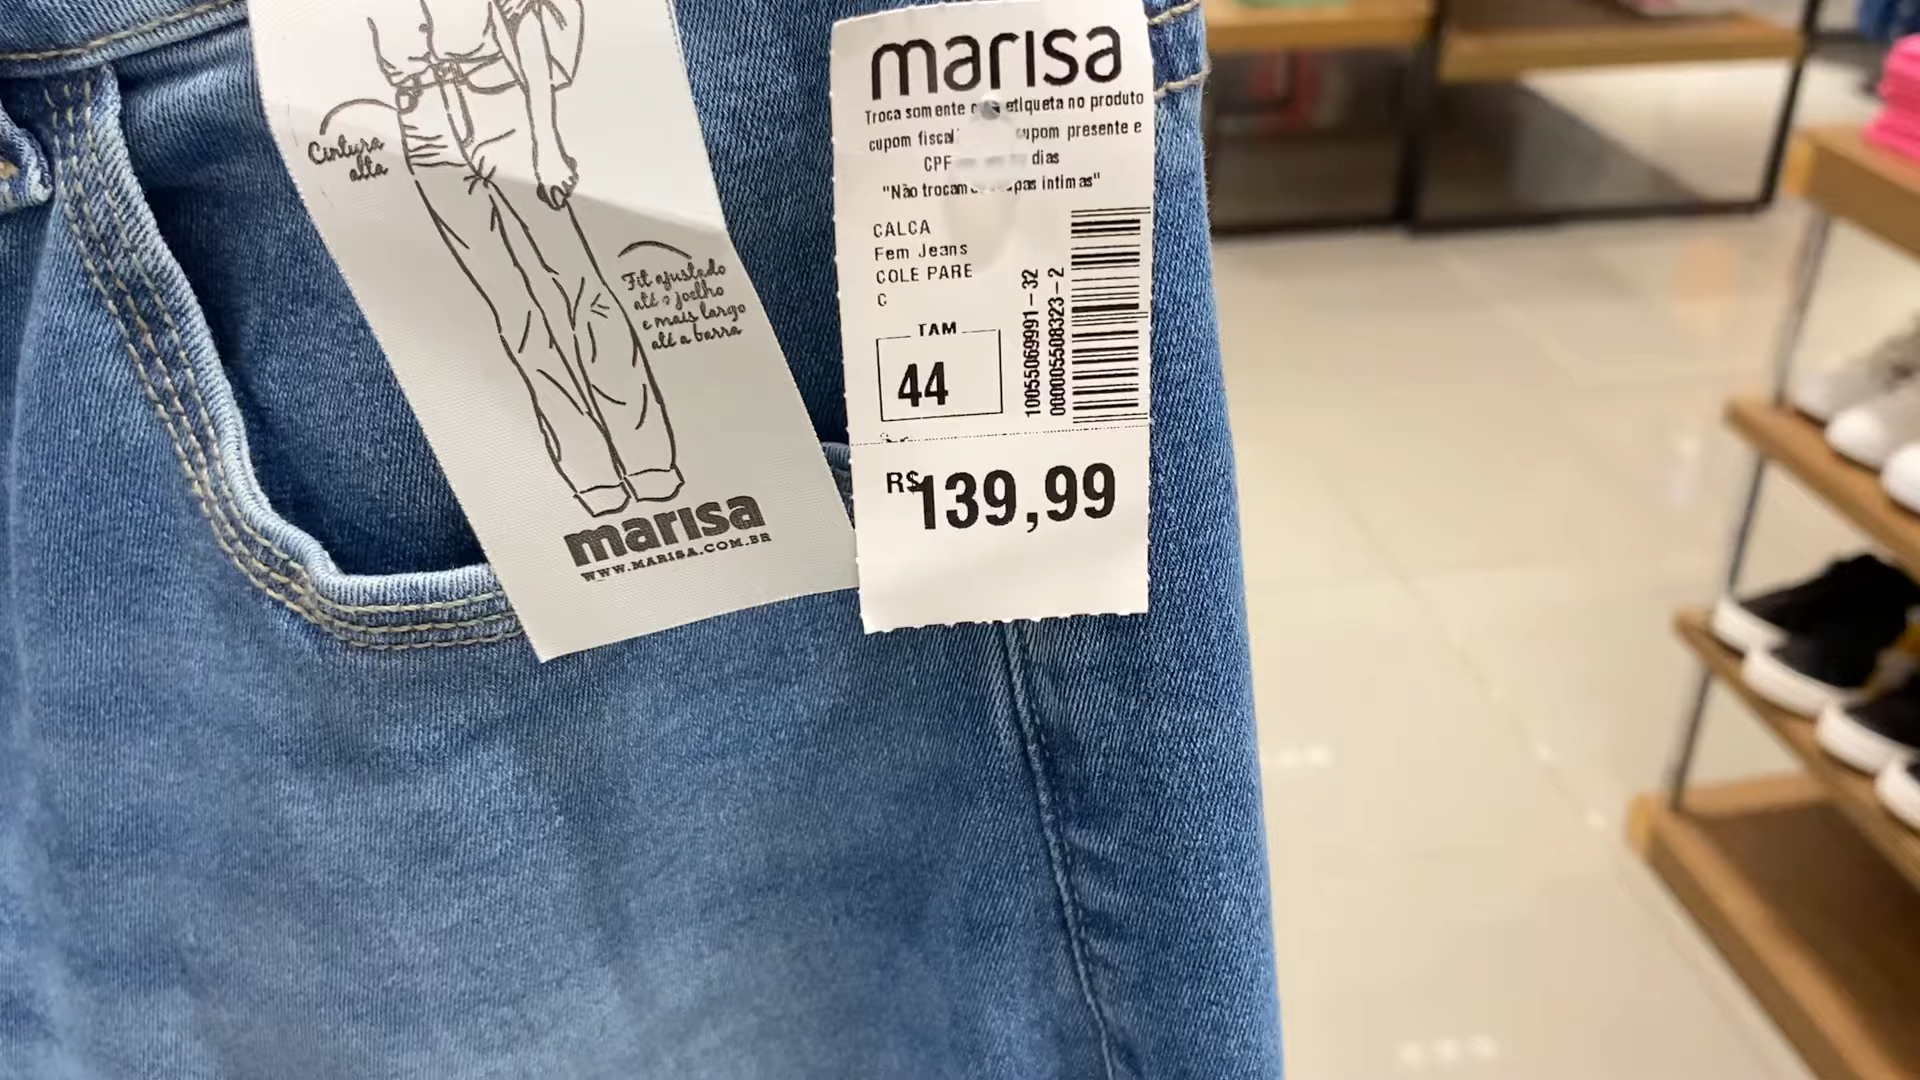 Cintura
alta
Fit ajustado
até o joelho
e mais largo
até a barra
marisa
WWW.MARISA.COM.BR
marisa
Troca somente etiqueta no produto
cupom fiscal cupom presente e
CPF dias
"Não trocam intimas"
CALCA
Fem Jeans
COLE PARE
C
TAM
44
10055069991-32
000005508323-2
R$139,99